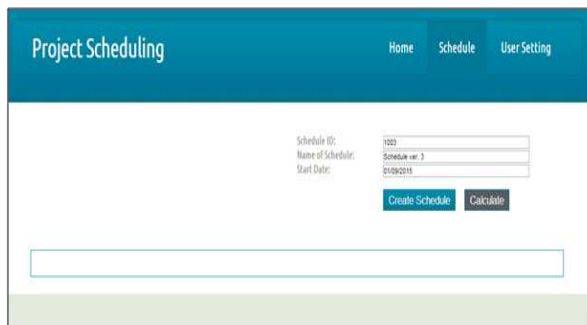 Project Scheduling
Home Schedule User Setting
Schedule ID: 1023
Name of Schedule: Schedule ver. 3
Start Date: 01/09/2015
Create Schedule Calculate